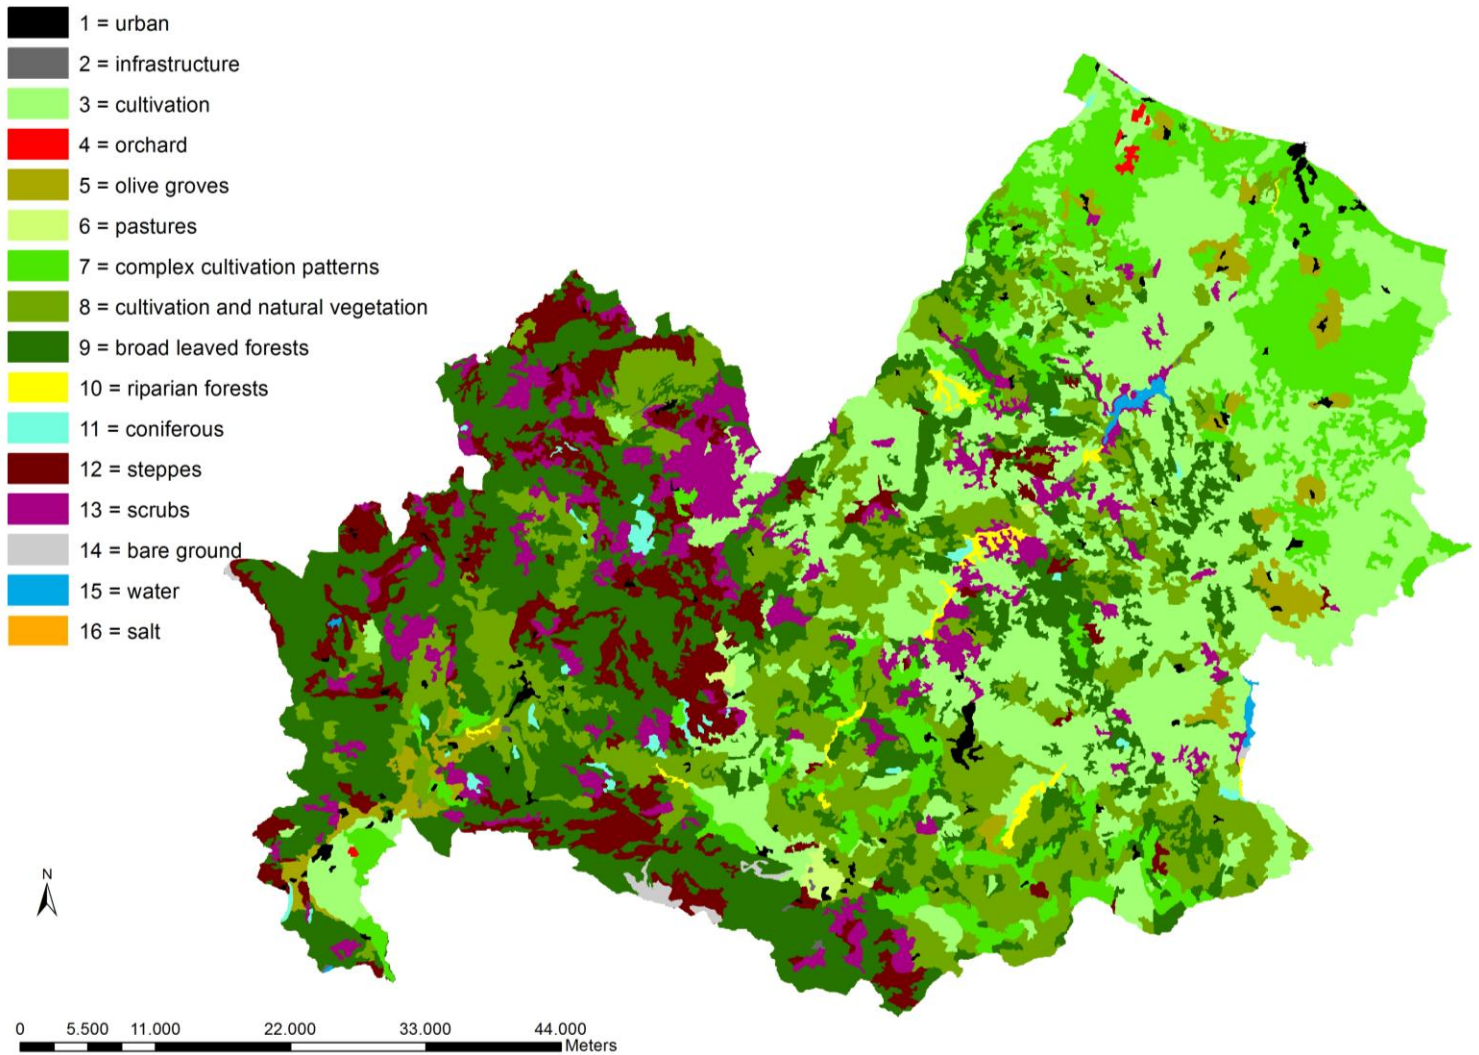 1 = urban
2 = infrastructure
3 = cultivation
4 = orchard
5 = olive groves
6 = pastures
7 = complex cultivation patterns
8 = cultivation and natural vegetation
9 = broad leaved forests
10 = riparian forests
11 = coniferous
12 = steppes
13 = scrubs
14 = bare ground
15 = water
16 = salt
N
0 5.500 11.000 22.000 33.000 44.000
Meters